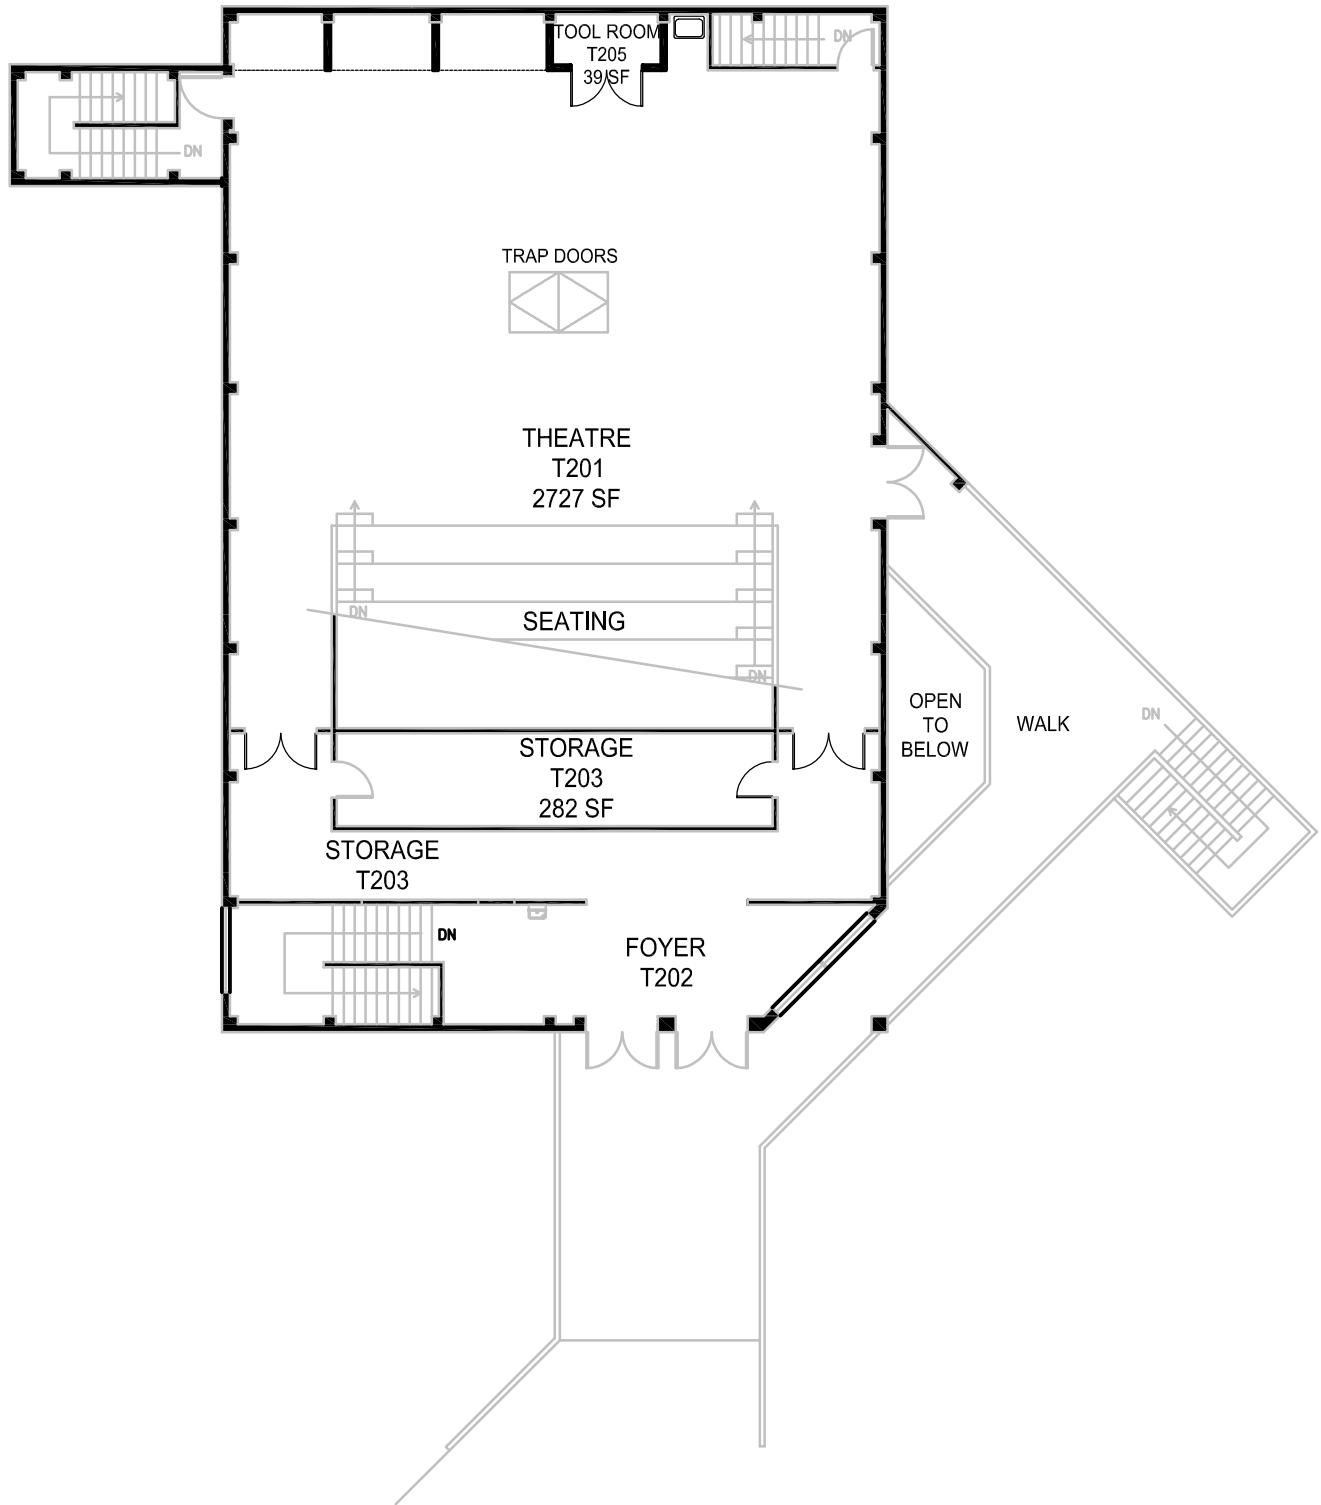 TOOL ROOM
T205
39 SF
DN
DN
TRAP DOORS
THEATRE
T201
2727 SF
DN
SEATING
DN
OPEN
TO
BELOW
WALK
DN
STORAGE
T203
282 SF
STORAGE
T203
DN
FOYER
T202